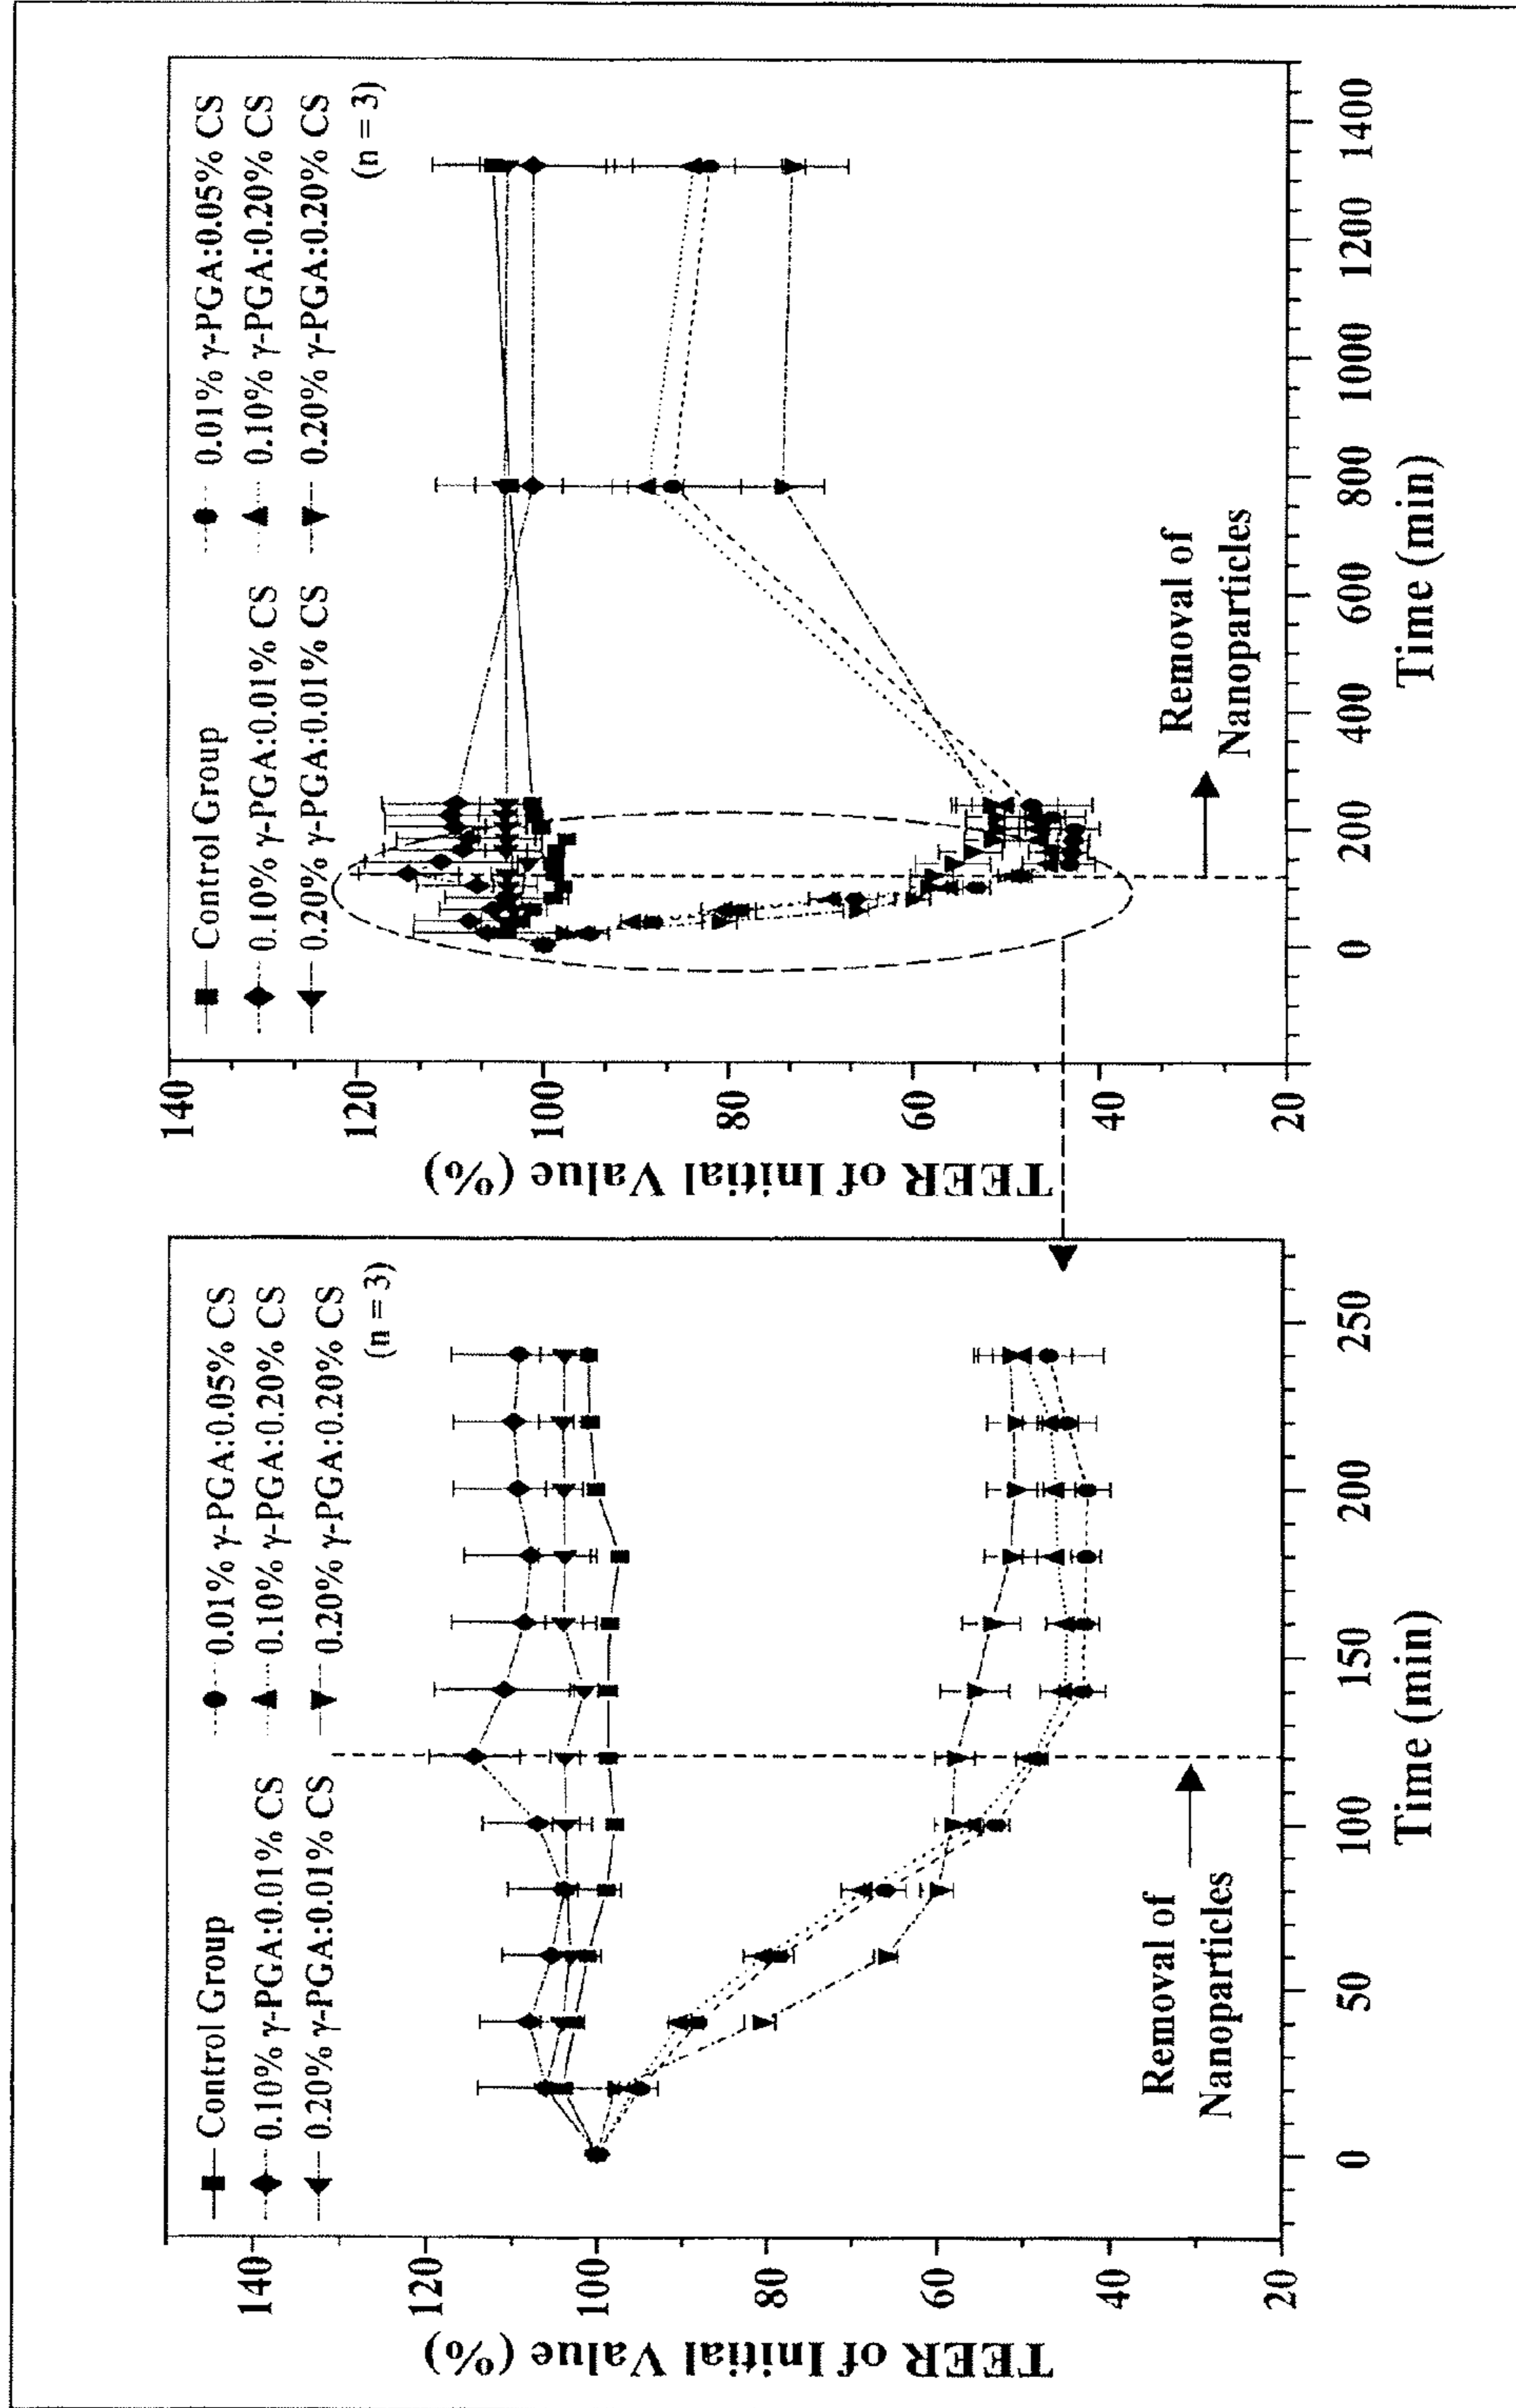 TEER of Initial Value (%)
140
120
100
80
60
40
20
Control Group
0.10% γ-PGA:0.01% CS
0.20% γ-PGA:0.01% CS
0.01% γ-PGA:0.05% CS
0.10% γ-PGA:0.20% CS
0.20% γ-PGA:0.20% CS
(n = 3)
Removal of
Nanoparticles
0 50 100 150 200 250
Time (min)
TEER of Initial Value (%)
140
120
100
80
60
40
20
Control Group
0.10% γ-PGA:0.01% CS
0.20% γ-PGA:0.01% CS
0.01% γ-PGA:0.05% CS
0.10% γ-PGA:0.20% CS
0.20% γ-PGA:0.20% CS
(n = 3)
Removal of
Nanoparticles
0 200 400 600 800 1000 1200 1400
Time (min)